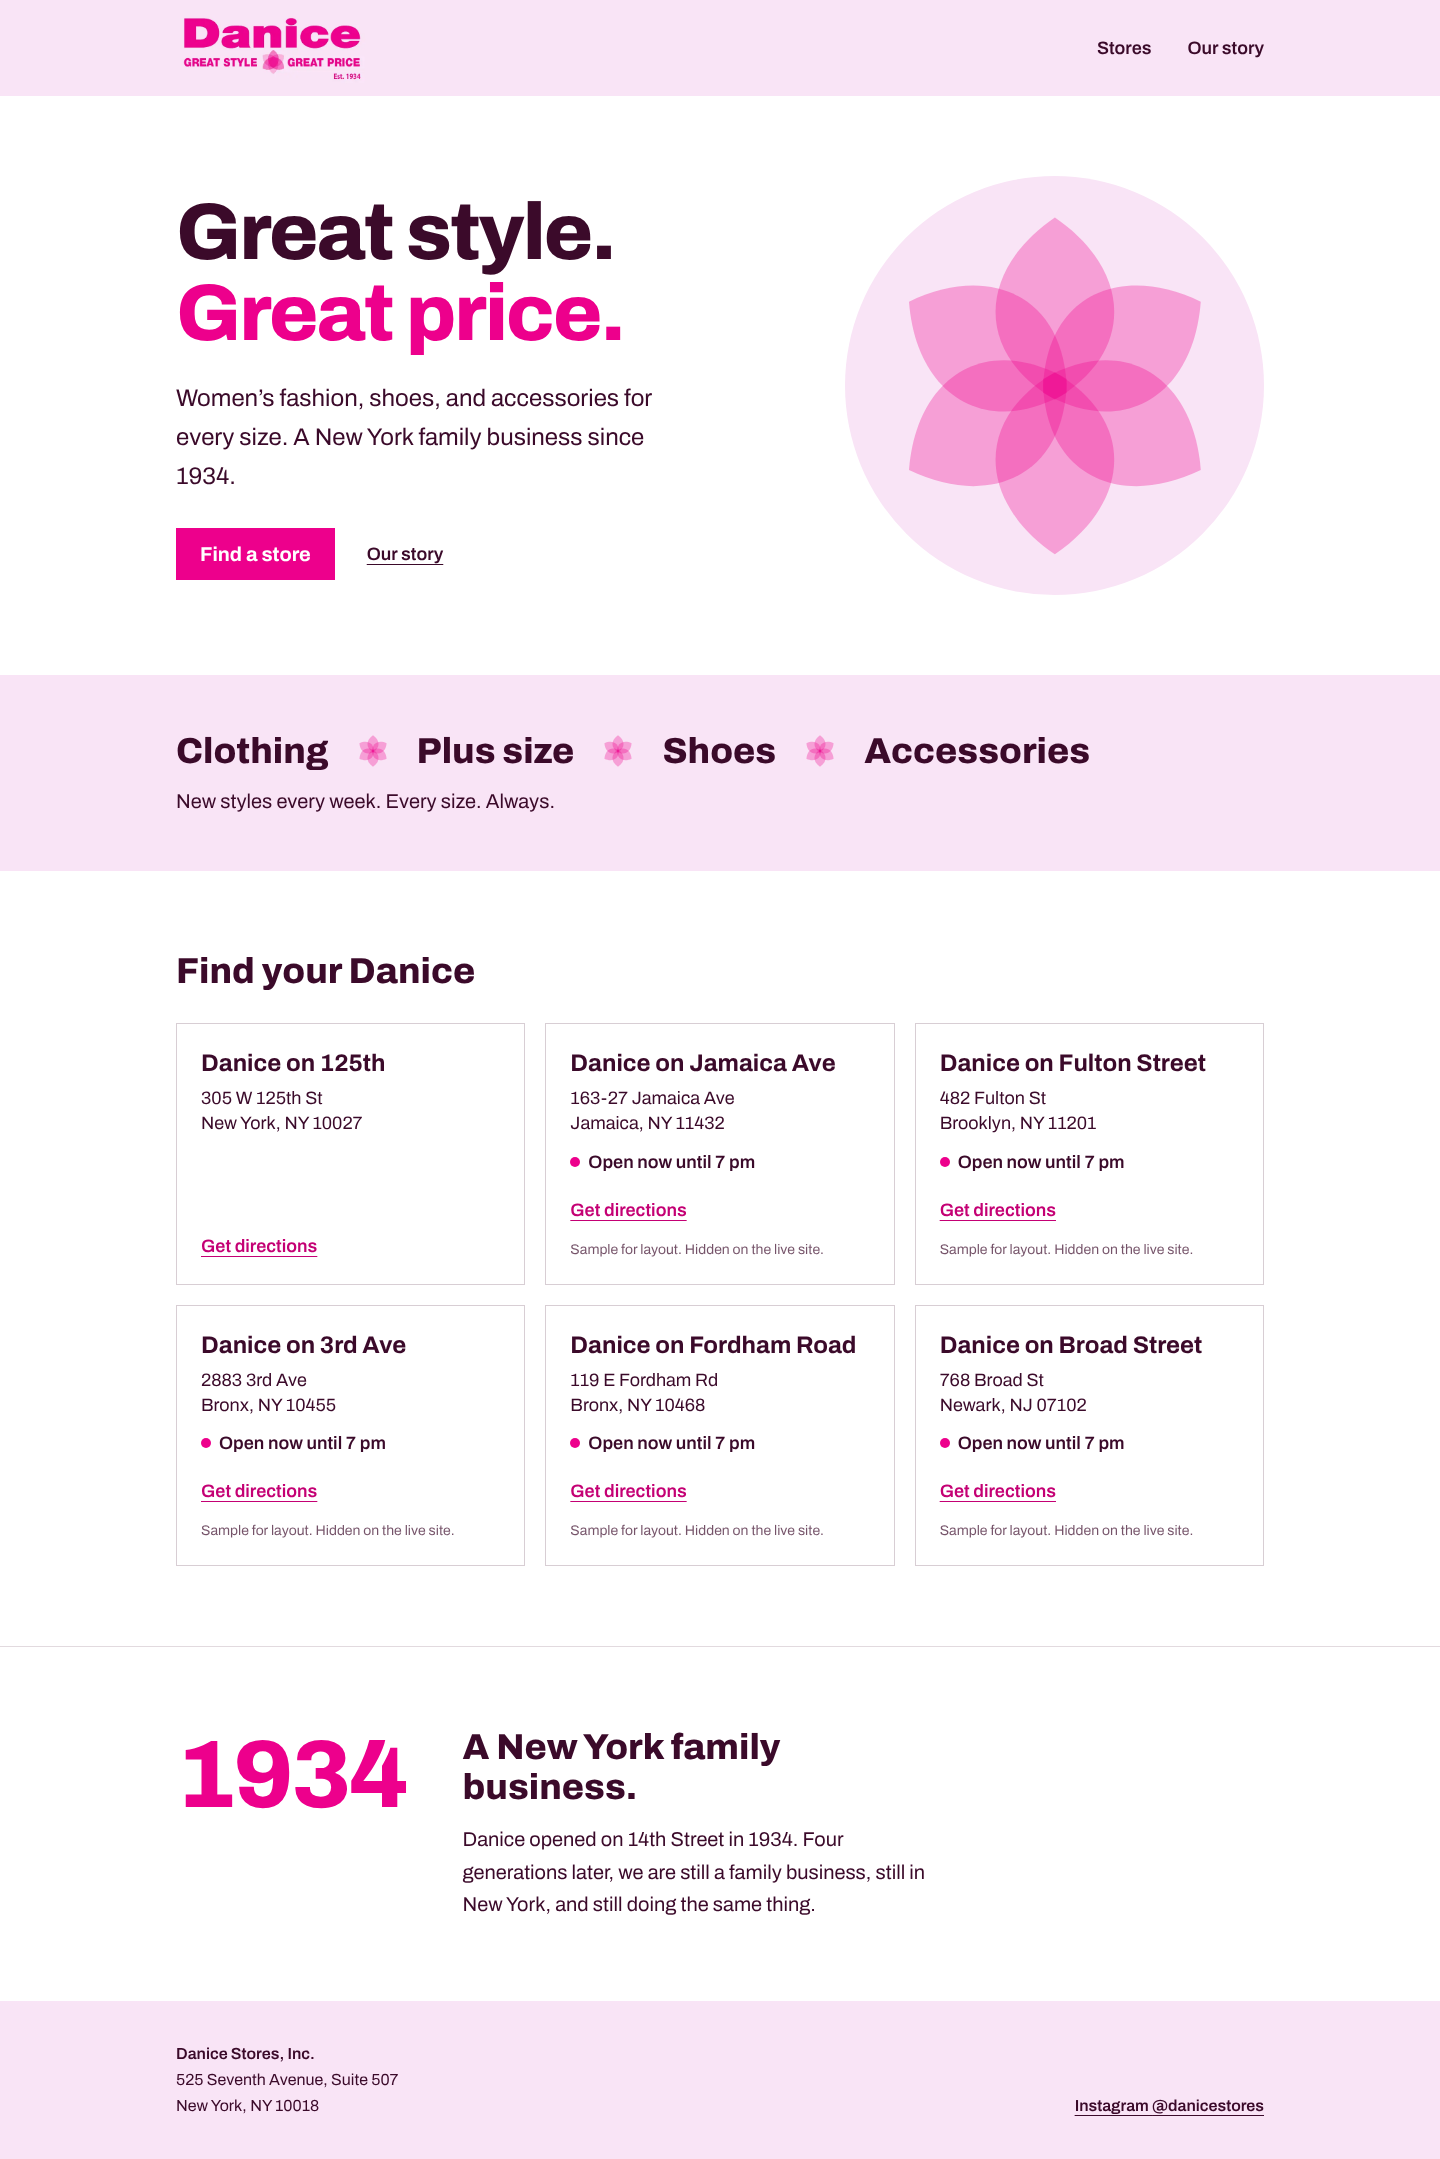 Danice
GREAT STYLE GREAT PRICE
Est. 1934
Stores
Our story
Great style.
Great price.
Women’s fashion, shoes, and accessories for
every size. A New York family business since
1934.
Find a store
Our story
Clothing
Plus size
Shoes
Accessories
New styles every week. Every size. Always.
Find your Danice
Danice on 125th
305 W 125th St
New York, NY 10027
Get directions
Danice on Jamaica Ave
163-27 Jamaica Ave
Jamaica, NY 11432
Open now until 7 pm
Get directions
Sample for layout. Hidden on the live site.
Danice on Fulton Street
482 Fulton St
Brooklyn, NY 11201
Open now until 7 pm
Get directions
Sample for layout. Hidden on the live site.
Danice on 3rd Ave
2883 3rd Ave
Bronx, NY 10455
Open now until 7 pm
Get directions
Sample for layout. Hidden on the live site.
Danice on Fordham Road
119 E Fordham Rd
Bronx, NY 10468
Open now until 7 pm
Get directions
Sample for layout. Hidden on the live site.
Danice on Broad Street
768 Broad St
Newark, NJ 07102
Open now until 7 pm
Get directions
Sample for layout. Hidden on the live site.
1934
A New York family
business.
Danice opened on 14th Street in 1934. Four
generations later, we are still a family business, still in
New York, and still doing the same thing.
Danice Stores, Inc.
525 Seventh Avenue, Suite 507
New York, NY 10018
Instagram @danicestores